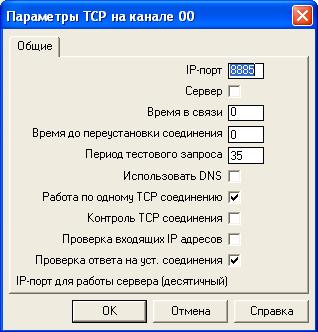 Параметры TCP на канале 00
Общие
IP-порт 8885
Сервер
Время в связи 0
Время до переустановки соединения 0
Период тестового запроса 35
Использовать DNS
Работа по одному TCP соединению
Контроль TCP соединения
Проверка входящих IP адресов
Проверка ответа на уст. соединения
IP-порт для работы сервера (десятичный)
OK Отмена Справка